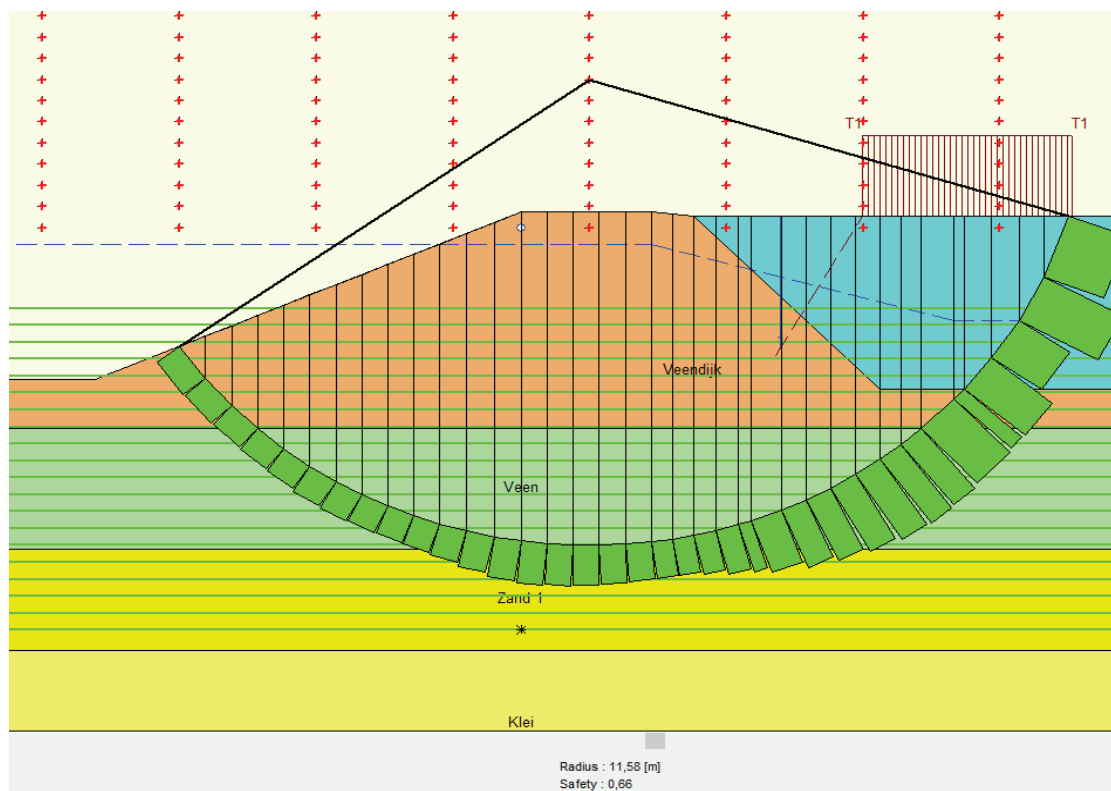 T1
T1
Veendijk
Veen
Zand 1
Klei
Radius : 11,58 [m]
Safety : 0,66